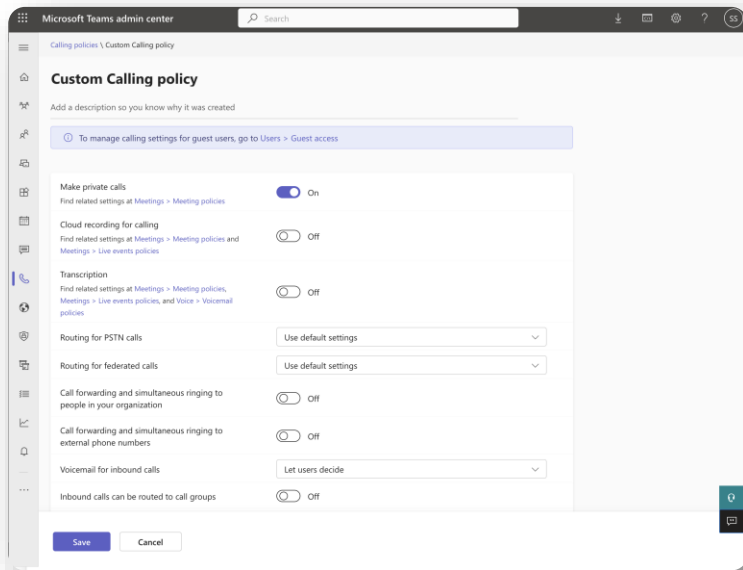 Microsoft Teams admin center
Search
?
SS
Calling policies \ Custom Calling policy
Custom Calling policy
Add a description so you know why it was created
To manage calling settings for guest users, go to Users > Guest access
Make private calls
Find related settings at Meetings > Meeting policies
On
Cloud recording for calling
Find related settings at Meetings > Meeting policies and
Meetings > Live events policies
Off
Transcription
Find related settings at Meetings > Meeting policies,
Meetings > Live events policies, and Voice > Voicemail
policies
Off
Routing for PSTN calls
Use default settings
Routing for federated calls
Use default settings
Call forwarding and simultaneous ringing to
people in your organization
Off
Call forwarding and simultaneous ringing to
external phone numbers
Off
Voicemail for inbound calls
Let users decide
Inbound calls can be routed to call groups
Off
Save
Cancel